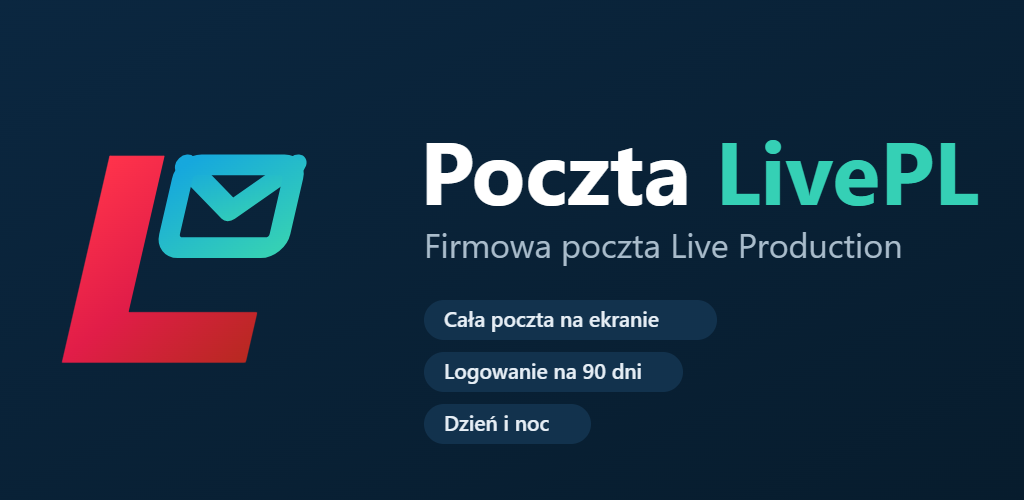 Poczta LivePL
Firmowa poczta Live Production
Cała poczta na ekranie
Logowanie na 90 dni
Dzień i noc